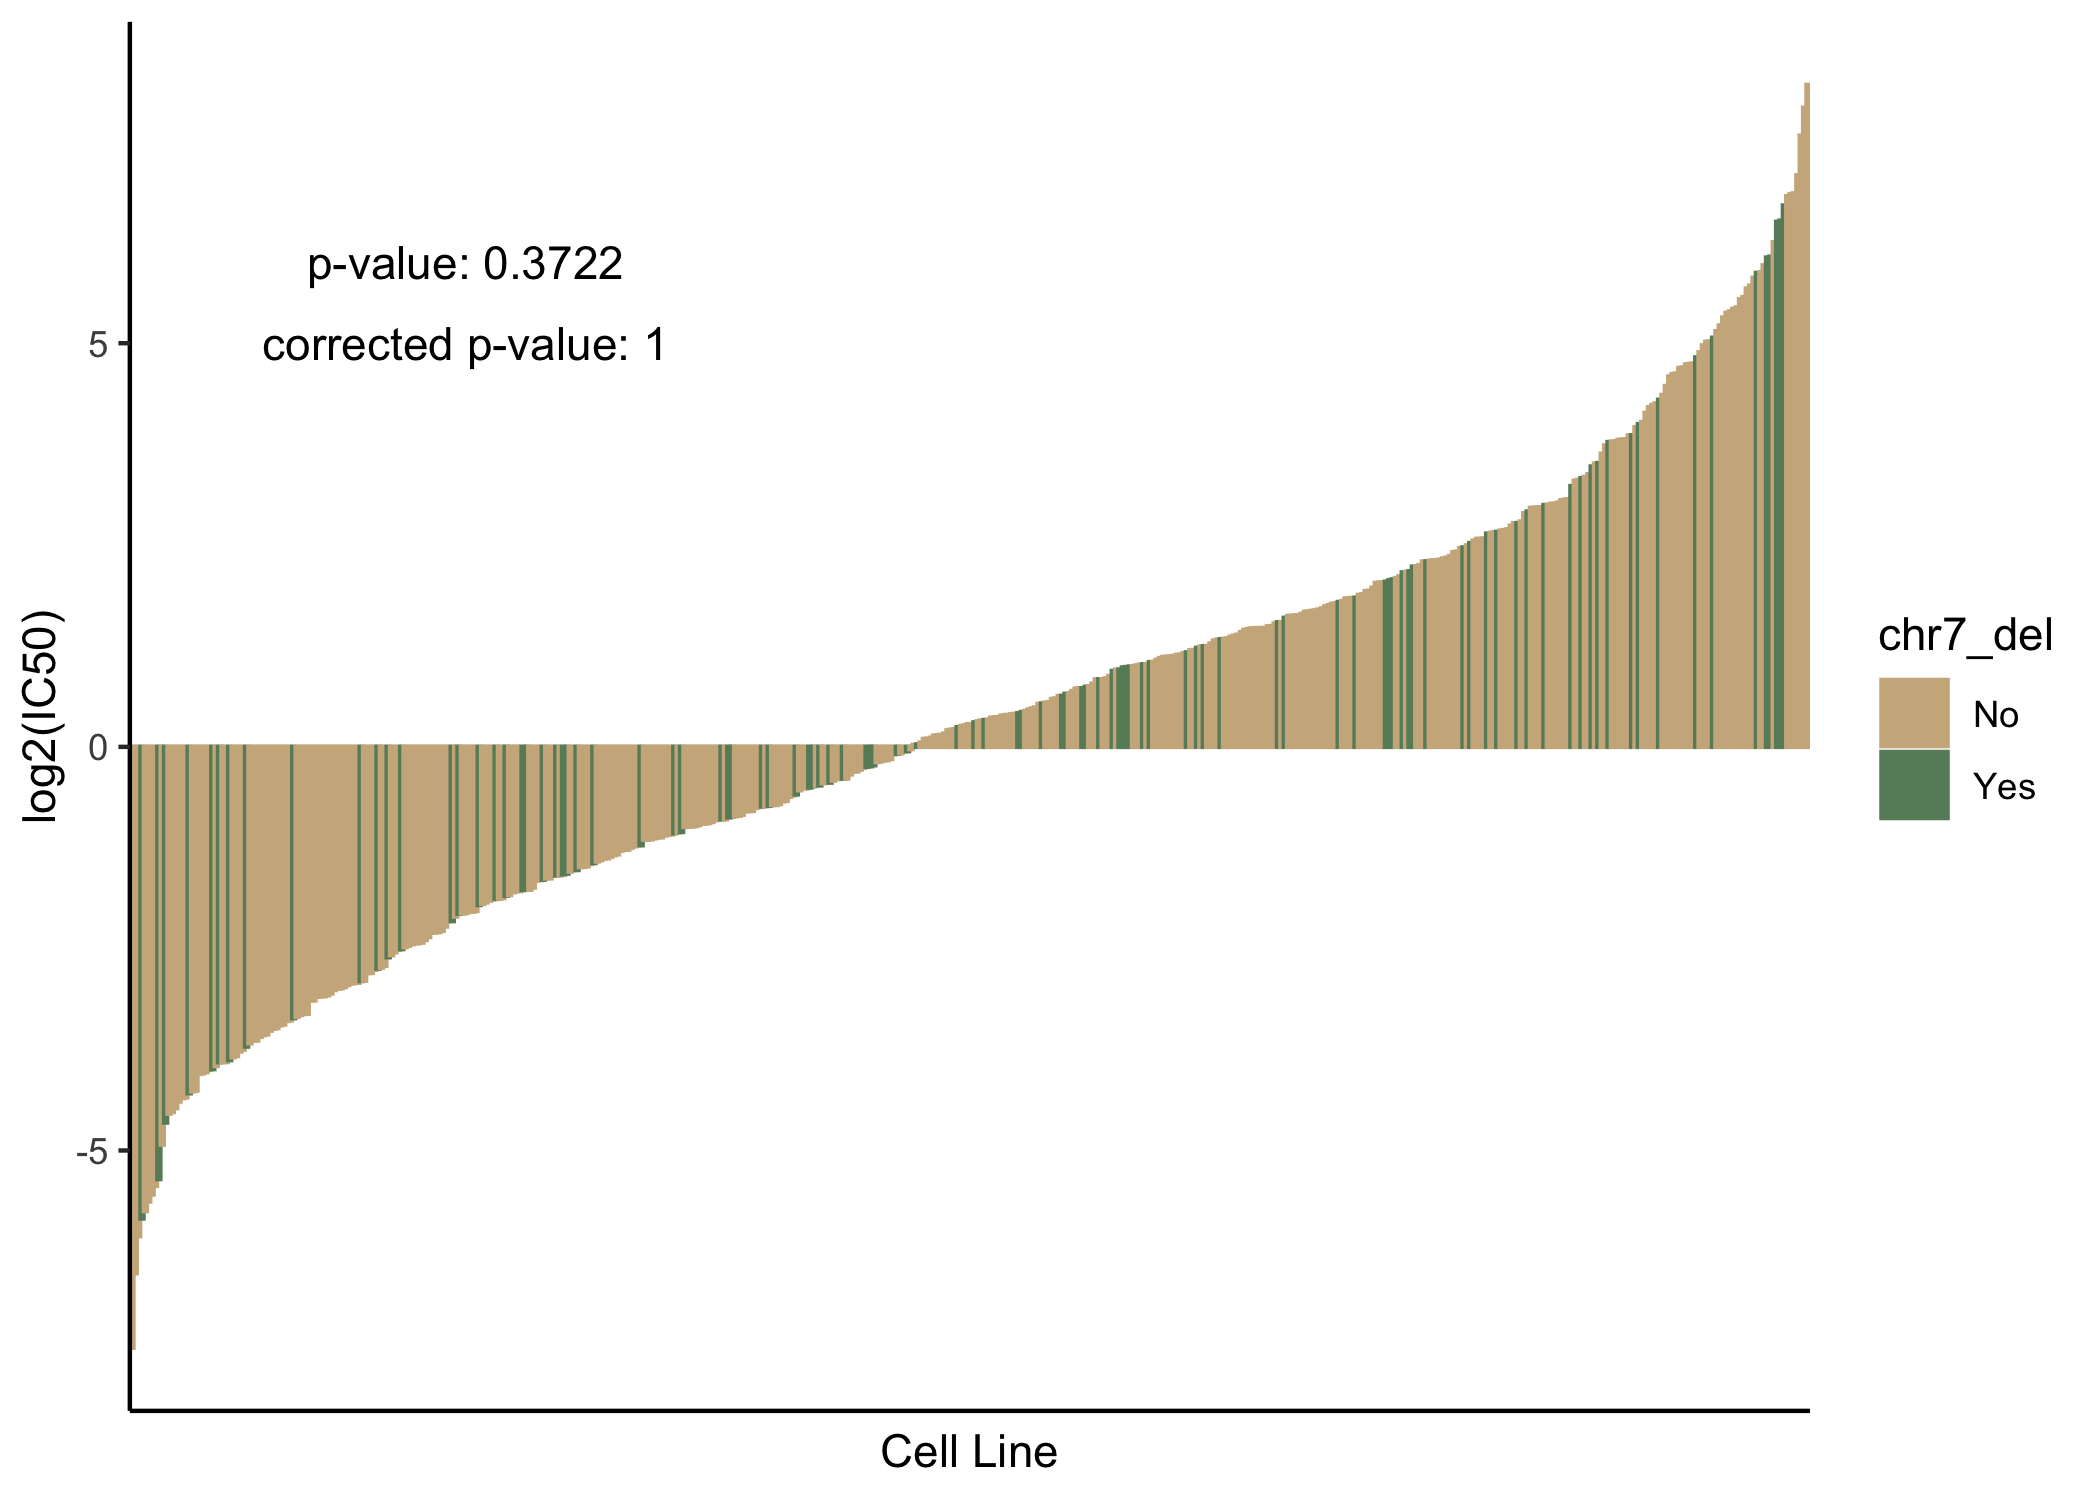 p-value: 0.3722
corrected p-value: 1
5
0
-5
log2(IC50)
Cell Line
chr7_del
No
Yes